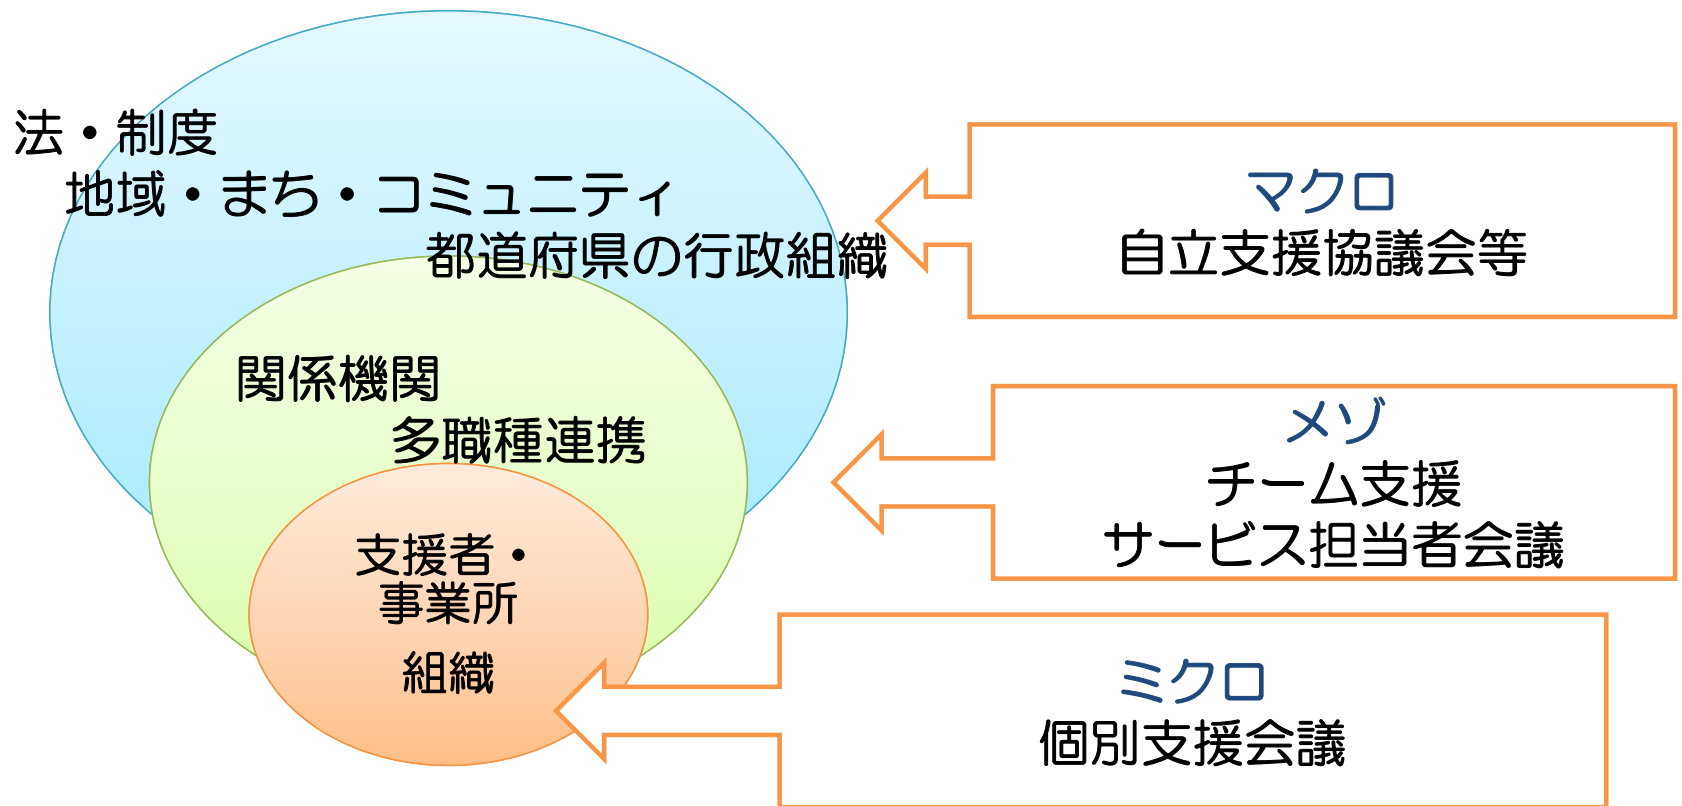 法・制度
地域・まち・コミュニティ
都道府県の行政組織
関係機関
多職種連携
支援者・
事業所
組織
マクロ
自立支援協議会等
メゾ
チーム支援
サービス担当者会議
ミクロ
個別支援会議